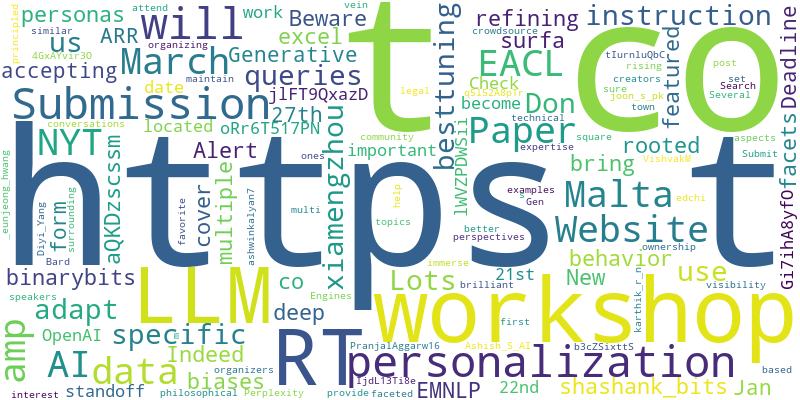 principled
similar
4GxAYvir3O
personas
ARR
attend
vein
work
Beware
crowdsource
refining
instruction
us
will
March
organizing
Generative
excel
surfa
tIurnluQbC
rising
creators
post
Search
accepting
date
queries
jlFT9QxazD
besttuning
EACL
Check
qSlS2A8pTr
sure
joon_s_pk
legal
become
Don
set
town
Several
featured
Deadline
t
co
Submission
maintain
27th
oRr6T517PN
technical
NYT
conversations
located
community
important
Paper
expertise
square
aspects
rooted
facets
Alert
ones
lWVZPDWSii
bring
VishvakM
Submit
_eunjeong_hwang
Diyi_Yang
surrounding
form
aQKDzscssm
favorite
cover
multiple
ashwinkalyan7
multi
topics
xiamengzhou
help
examples
g
Gen
better
perspectives
Malta
edchi
Gi7ihA8yfO
https
t
Website
ownership
Bard
binarybits
co
Lots
immerse
behavior
speakers
Engines
New
use
visibility
adapt
LLM
deep
brilliant
21st
karthik_r_n
amp
OpenAI
specific
m
organizers
RT
workshop
first
AI
data
Indeed
biases
PranjalAggarw16
Ashish_S_AI
b3cZSixttS
personalization
standoff
philosophical
Perplexity
IjdL13Ti8e
provide
faceted
EMNLP
22nd
shashank_bits
Jan
interest
based